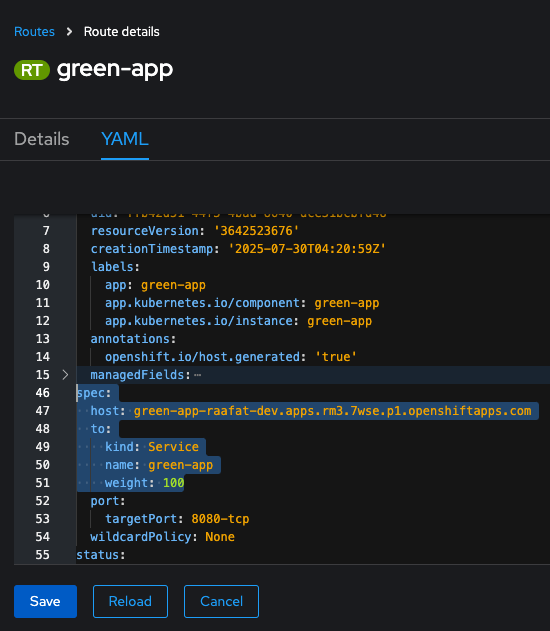 Routes > Route details
RT green-app
Details YAML
7 resourceVersion: '3642523676'
8 creationTimestamp: '2025-07-30T04:20:59Z'
9 labels:
10 app: green-app
11 app.kubernetes.io/component: green-app
12 app.kubernetes.io/instance: green-app
13 annotations:
14 openshift.io/host.generated: 'true'
15 > managedFields:…
46 spec:
47 host: green-app-raafat-dev.apps.rm3.7wse.p1.openshiftapps.com
48 to:
49 kind: Service
50 name: green-app
51 weight: 100
52 port:
53 targetPort: 8080-tcp
54 wildcardPolicy: None
55 status:
Save Reload Cancel